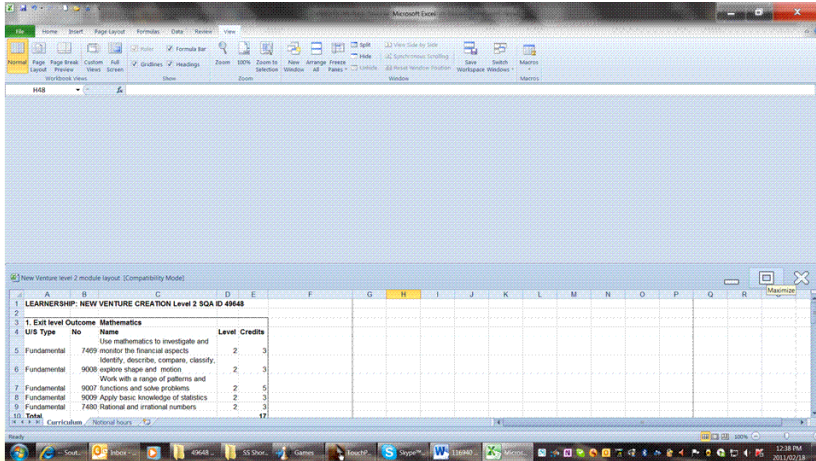 Microsoft Excel
File Home Insert Page Layout Formulas Data Review View
Normal Page Layout Page Break Preview Custom Views Full Screen
Ruler Formula Bar
Gridlines Headings
Zoom 100% Zoom to Selection New Window Arrange All Freeze Panes
Split View Side by Side
Hide Synchronous Scrolling
Unhide Reset Window Position
Save Workspace Switch Windows Macros
Workbook Views Show Zoom Window Macros
H48 fx
New Venture level 2 module layout [Compatibility Mode]
Maximize
A B C D E F G H I J K L M N O P Q R
1 LEARNERSHIP: NEW VENTURE CREATION Level 2 SQA ID 49648
2
3 1. Exit level Outcome Mathematics
4 U/S Type No Name Level Credits
Use mathematics to investigate and
5 Fundamental 7469 monitor the financial aspects 2 3
Identify, describe, compare, classify,
6 Fundamental 9008 explore shape and motion 2 3
Work with a range of patterns and
7 Fundamental 9007 functions and solve problems 2 5
8 Fundamental 9009 Apply basic knowledge of statistics 2 3
9 Fundamental 7480 Rational and irrational numbers 2 3
10 Total 17
Curriculum Notional hours
Ready 100%
Sout... Inbox - ... 49648 ... SS Shor... Games TouchP... Skype™... 116940 ... Micros...
12:38 PM
2011/02/18